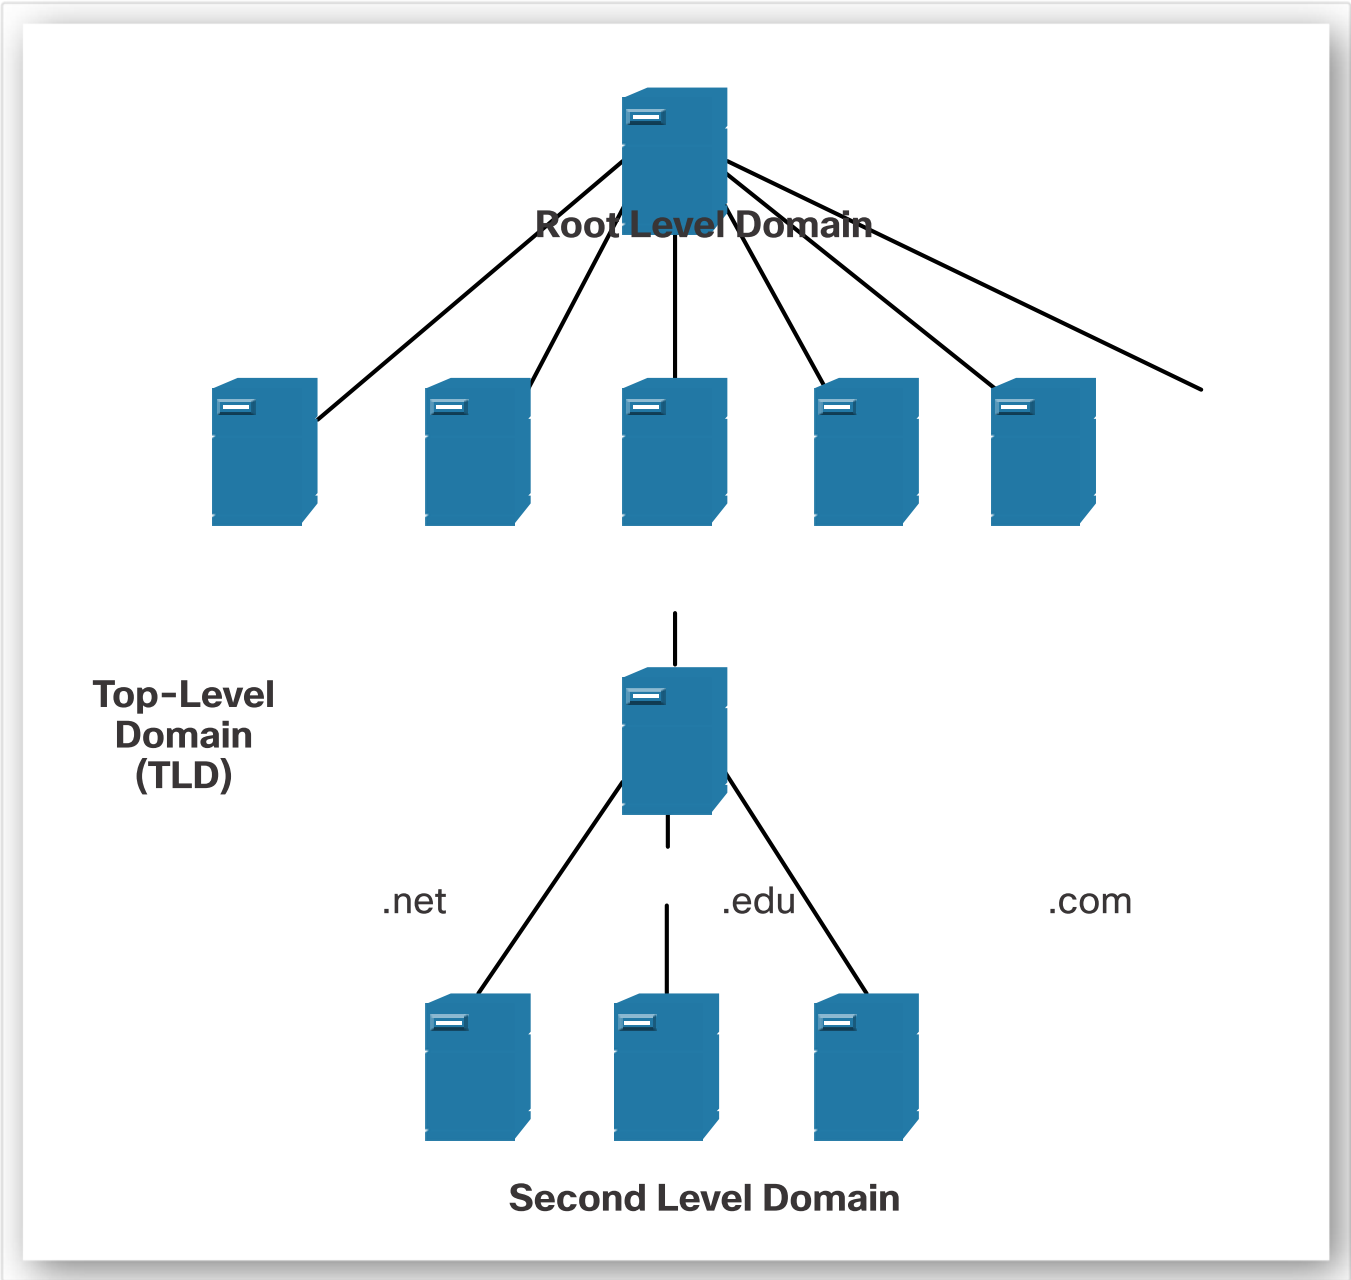 Root Level Domain
Top-Level
Domain
(TLD)
.net
.edu
.com
Second Level Domain